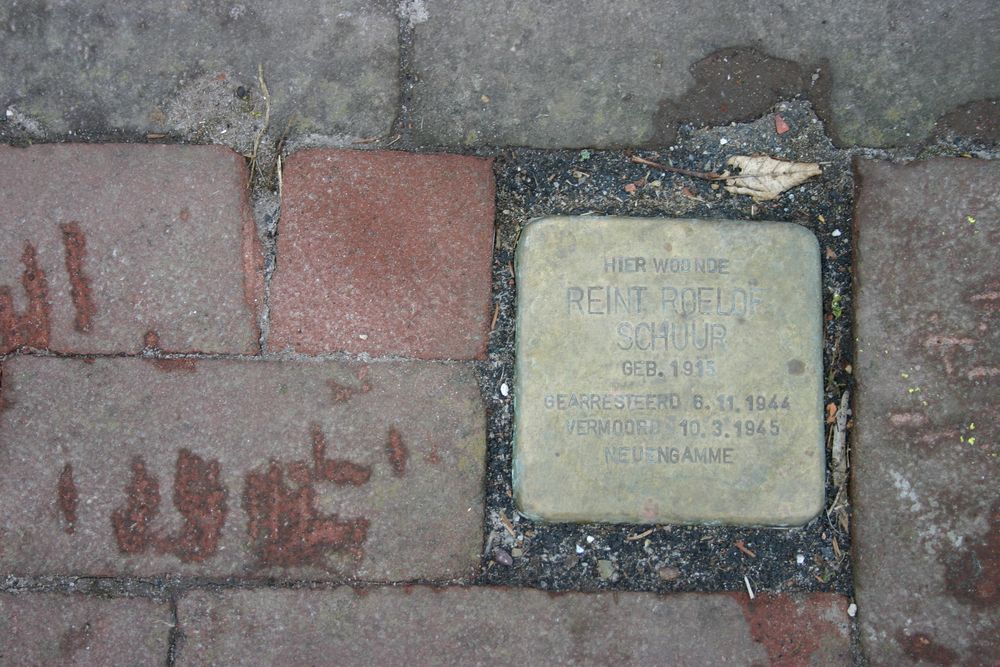 HIER WOONDE
REINT ROELOF
SCHUUR
GEB. 1915
GEARRESTEERD 6.11.1944
VERMOORD 10.3.1945
NEUENGAMME